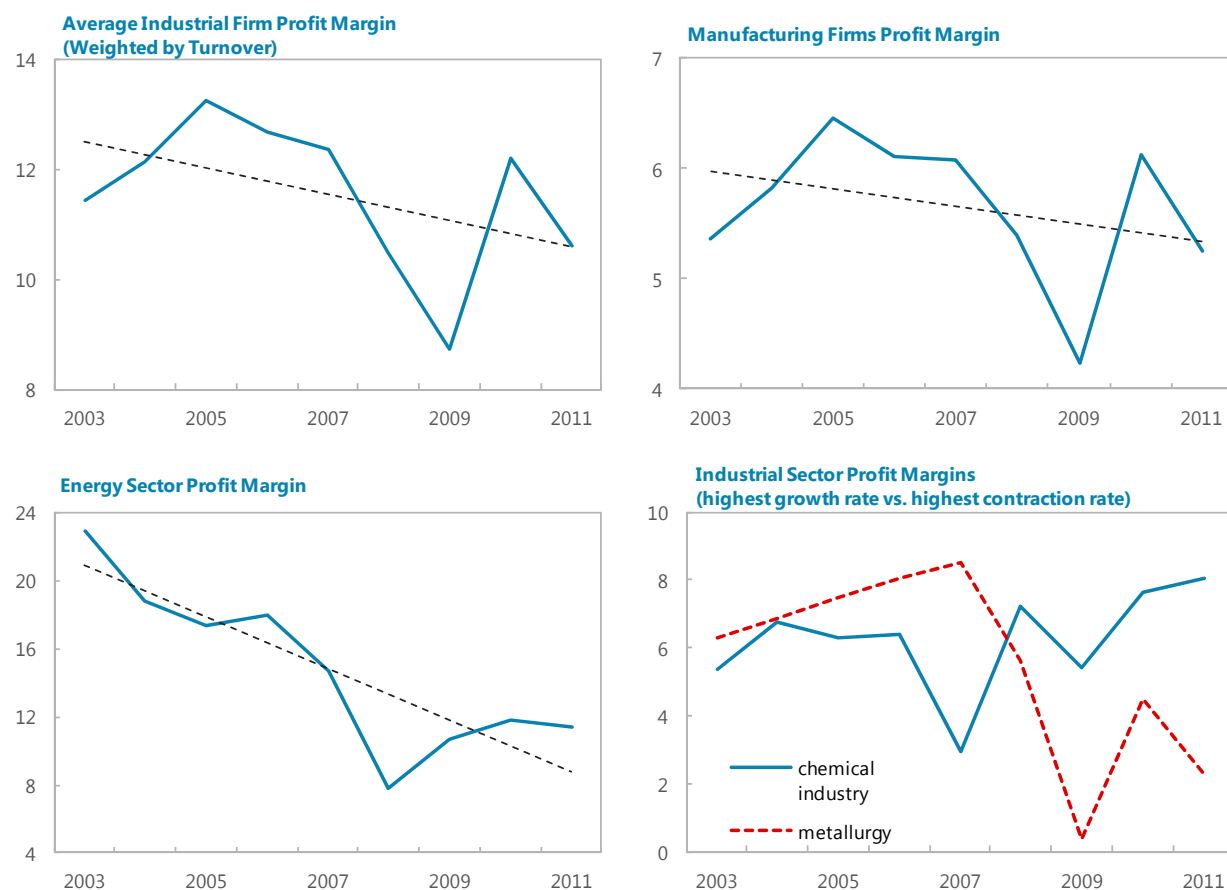 Average Industrial Firm Profit Margin
(Weighted by Turnover)
14
12
10
8
2003 2005 2007 2009 2011
Manufacturing Firms Profit Margin
7
6
5
4
2003 2005 2007 2009 2011
Energy Sector Profit Margin
24
20
16
12
8
4
2003 2005 2007 2009 2011
Industrial Sector Profit Margins
(highest growth rate vs. highest contraction rate)
10
8
6
4
2
0
chemical
industry
metallurgy
2003 2005 2007 2009 2011